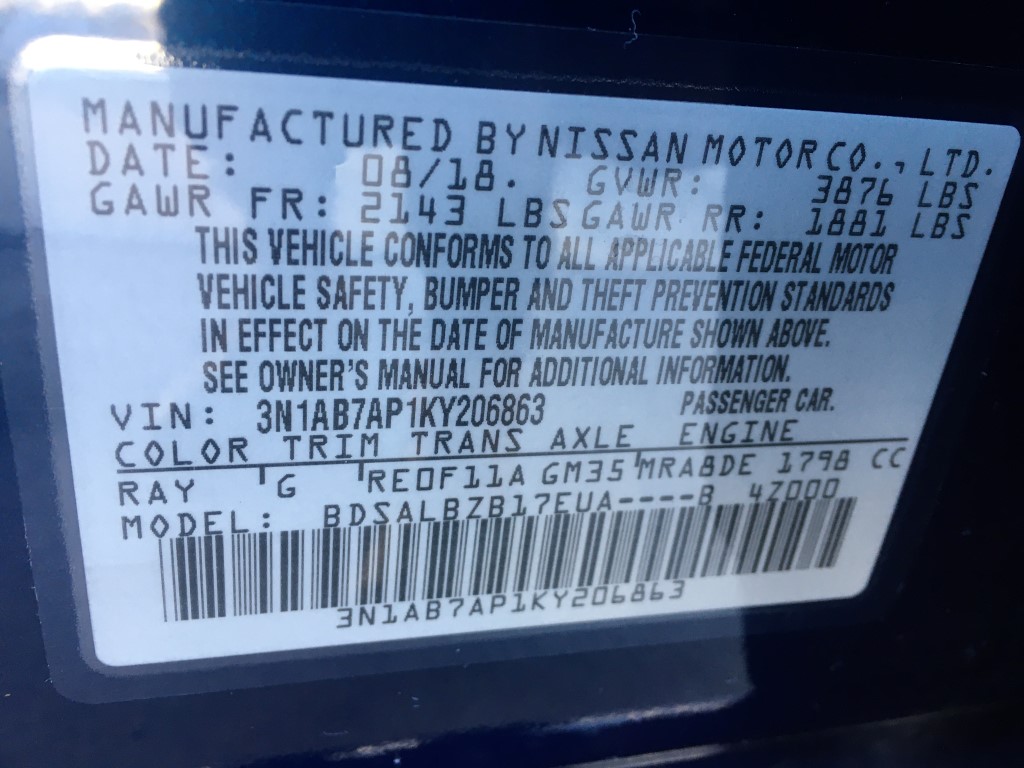 MANUFACTURED BY NISSAN MOTOR CO., LTD.
DATE: 08/18. GVWR: 3876 LBS
GAWR FR: 2143 LBS GAWR RR: 1881 LBS
THIS VEHICLE CONFORMS TO ALL APPLICABLE FEDERAL MOTOR
VEHICLE SAFETY, BUMPER AND THEFT PREVENTION STANDARDS
IN EFFECT ON THE DATE OF MANUFACTURE SHOWN ABOVE.
SEE OWNER'S MANUAL FOR ADDITIONAL INFORMATION.
VIN: 3N1AB7AP1KY206863 PASSENGER CAR.
COLOR TRIM TRANS AXLE ENGINE
RAY G RE0F11A GM35 MRA8DE 1798 CC
MODEL: BDSALBZB17EUA----B 4Z000
3N1AB7AP1KY206863